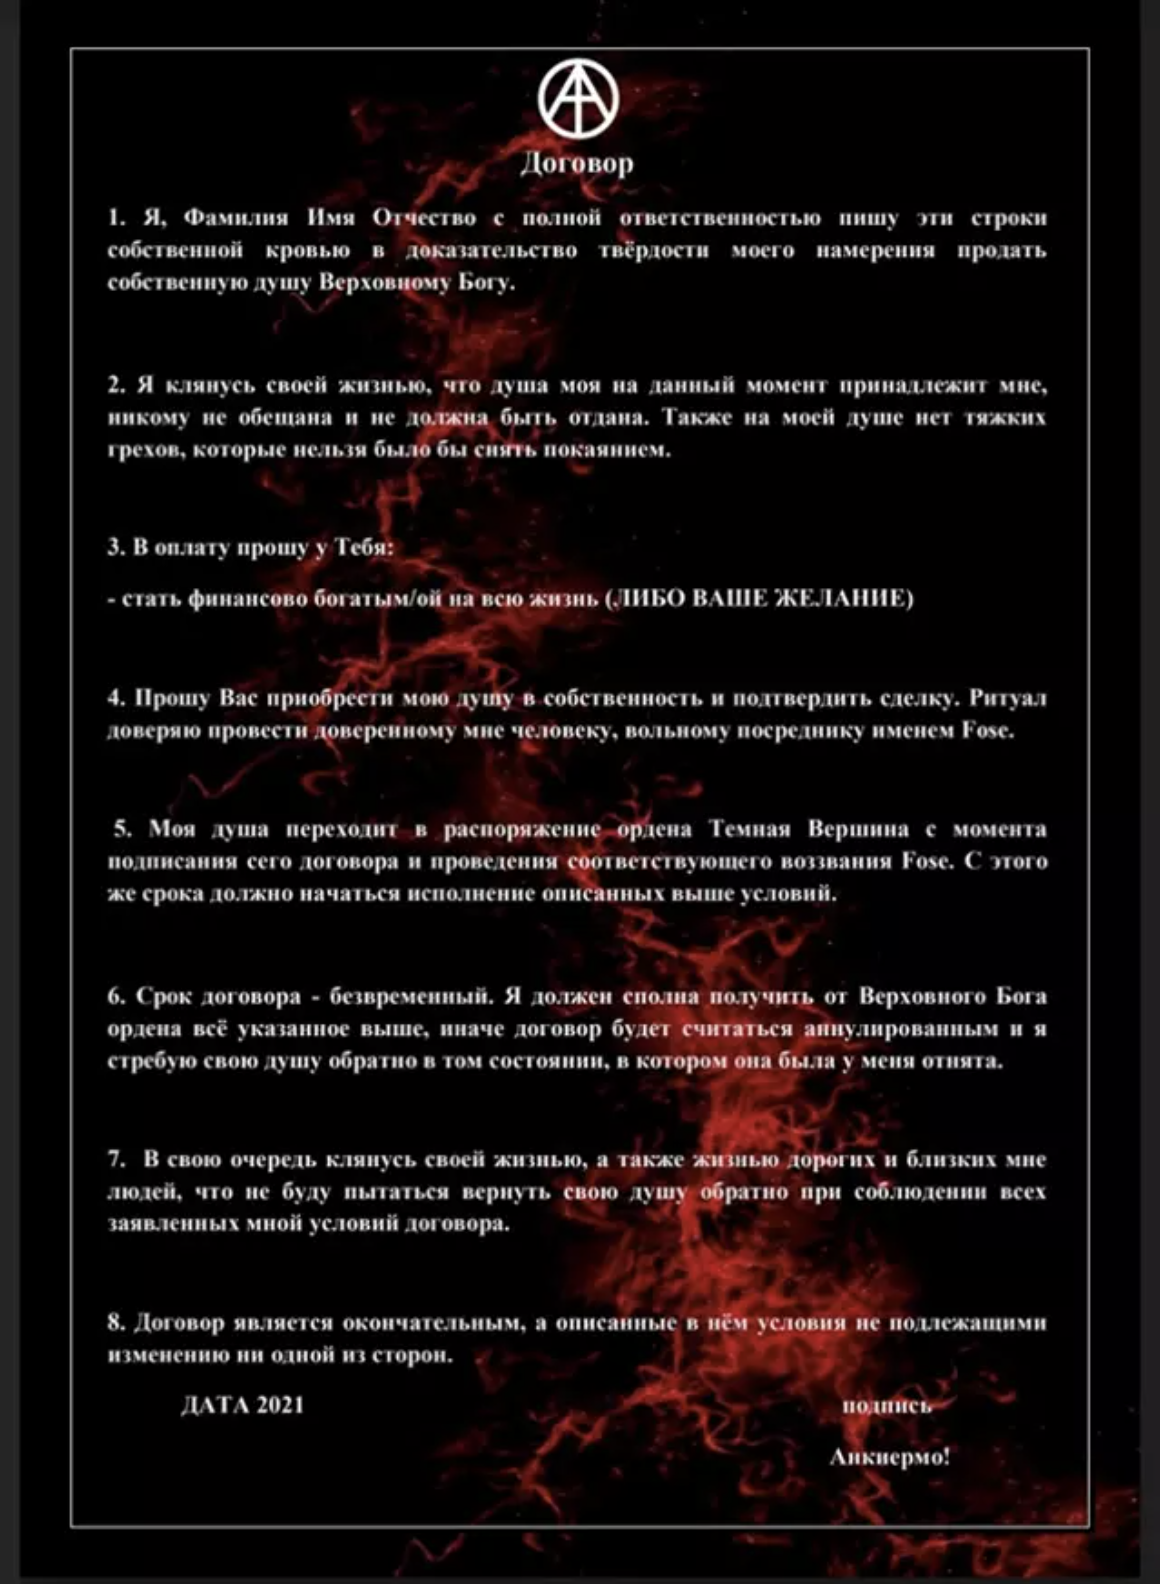 Договор
1. Я, Фамилия Имя Отчество с полной ответственностью пишу эти строки
собственной кровью в доказательство твёрдости моего намерения продать
собственную душу Верховному Богу.
2. Я клянусь своей жизнью, что душа моя на данный момент принадлежит мне,
никому не обещана и не должна быть отдана. Также на моей душе нет тяжких
грехов, которые нельзя было бы снять покаянием.
3. В оплату прошу у Тебя:
- стать финансово богатым/ой на всю жизнь (ЛИБО ВАШЕ ЖЕЛАНИЕ)
4. Прошу Вас приобрести мою душу в собственность и подтвердить сделку. Ритуал
доверяю провести доверенному мне человеку, вольному посреднику именем Fose.
5. Моя душа переходит в распоряжение ордена Темная Вершина с момента
подписания сего договора и проведения соответствующего воззвания Fose. С этого
же срока должно начаться исполнение описанных выше условий.
6. Срок договора - безвременный. Я должен сполна получить от Верховного Бога
ордена всё указанное выше, иначе договор будет считаться аннулированным и я
стребую свою душу обратно в том состоянии, в котором она была у меня отнята.
7. В свою очередь клянусь своей жизнью, а также жизнью дорогих и близких мне
людей, что не буду пытаться вернуть свою душу обратно при соблюдении всех
заявленных мной условий договора.
8. Договор является окончательным, а описанные в нём условия не подлежащими
изменению ни одной из сторон.
ДАТА 2021 подпись
Анкиермо!